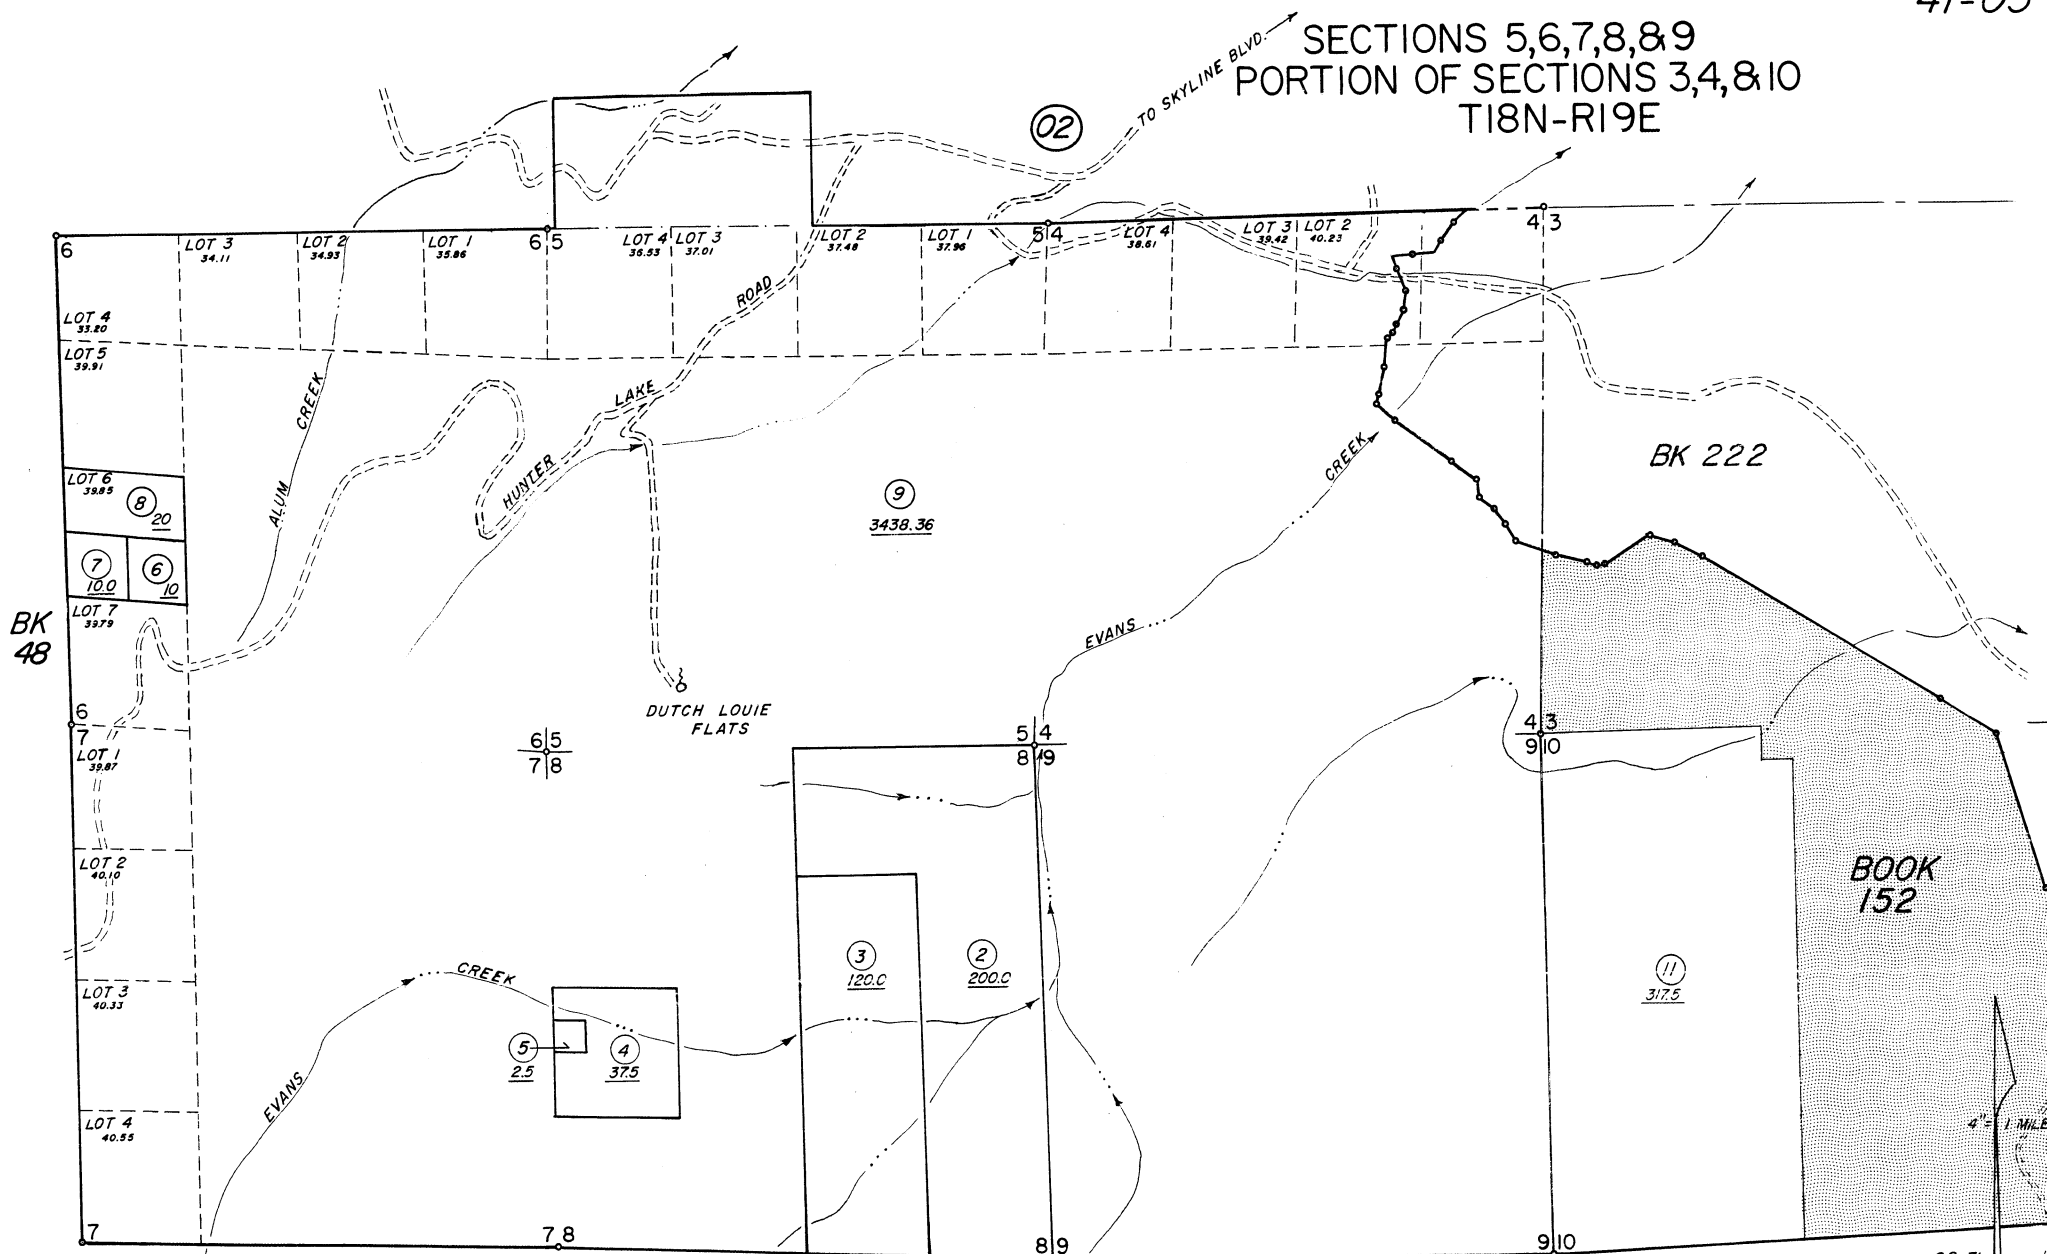 41-05
SECTIONS 5,6,7,8,&9
PORTION OF SECTIONS 3,4,&10
T18N-R19E
TO SKYLINE BLVD.
02
6
LOT 3
34.11
LOT 2
34.93
LOT 1
35.86
6 5
LOT 4
36.53
LOT 3
37.01
LOT 2
37.48
LOT 1
37.96
5 4
LOT 4
38.61
LOT 3
39.42
LOT 2
40.23
4 3
LOT 4
33.20
LOT 5
39.91
HUNTER LAKE ROAD
ALUM CREEK
LOT 6
39.85
8
20
7
10.0
6
10
LOT 7
39.79
BK
48
9
3438.36
EVANS CREEK
BK 222
DUTCH LOUIE
FLATS
6
7
LOT 1
39.87
6 5
7 8
5 4
8 9
4 3
9 10
LOT 2
40.10
BOOK
152
3
120.0
2
200.0
11
317.5
LOT 3
40.33
EVANS CREEK
5
2.5
4
37.5
LOT 4
40.55
4"= 1 MILE
7
7 8
8 9
9 10